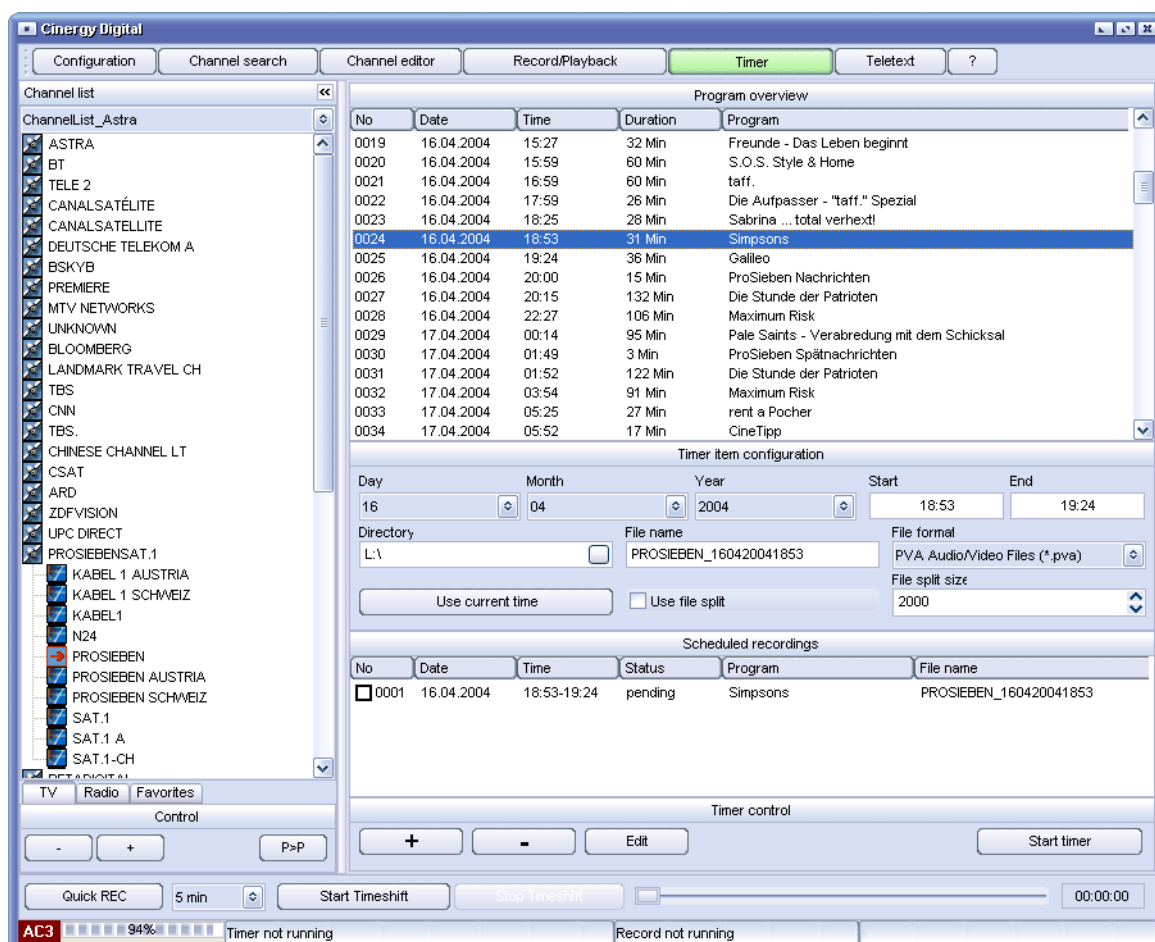 Cinergy Digital
Configuration Channel search Channel editor Record/Playback Timer Teletext ?
Channel list «
ChannelList_Astra
ASTRA
BT
TELE 2
CANALSATÉLITE
CANALSATELLITE
DEUTSCHE TELEKOM A
BSKYB
PREMIERE
MTV NETWORKS
UNKNOWN
BLOOMBERG
LANDMARK TRAVEL CH
TBS
CNN
TBS.
CHINESE CHANNEL LT
CSAT
ARD
ZDFVISION
UPC DIRECT
PROSIEBENSAT.1
KABEL 1 AUSTRIA
KABEL 1 SCHWEIZ
KABEL1
N24
PROSIEBEN
PROSIEBEN AUSTRIA
PROSIEBEN SCHWEIZ
SAT.1
SAT.1 A
SAT.1-CH
TV Radio Favorites
Control
- + P>P
Program overview
No Date Time Duration Program
0019 16.04.2004 15:27 32 Min Freunde - Das Leben beginnt
0020 16.04.2004 15:59 60 Min S.O.S. Style & Home
0021 16.04.2004 16:59 60 Min taff.
0022 16.04.2004 17:59 26 Min Die Aufpasser - "taff." Spezial
0023 16.04.2004 18:25 28 Min Sabrina ... total verhext!
0024 16.04.2004 18:53 31 Min Simpsons
0025 16.04.2004 19:24 36 Min Galileo
0026 16.04.2004 20:00 15 Min ProSieben Nachrichten
0027 16.04.2004 20:15 132 Min Die Stunde der Patrioten
0028 16.04.2004 22:27 106 Min Maximum Risk
0029 17.04.2004 00:14 95 Min Pale Saints - Verabredung mit dem Schicksal
0030 17.04.2004 01:49 3 Min ProSieben Spätnachrichten
0031 17.04.2004 01:52 122 Min Die Stunde der Patrioten
0032 17.04.2004 03:54 91 Min Maximum Risk
0033 17.04.2004 05:25 27 Min rent a Pocher
0034 17.04.2004 05:52 17 Min CineTipp
Timer item configuration
Day Month Year Start End
16 04 2004 18:53 19:24
Directory File name File format
L:\ PROSIEBEN_160420041853 PVA Audio/Video Files (*.pva)
File split size
Use current time Use file split 2000
Scheduled recordings
No Date Time Status Program File name
0001 16.04.2004 18:53-19:24 pending Simpsons PROSIEBEN_160420041853
Timer control
+ - Edit Start timer
Quick REC 5 min Start Timeshift Stop Timeshift 00:00:00
AC3 94% Timer not running Record not running